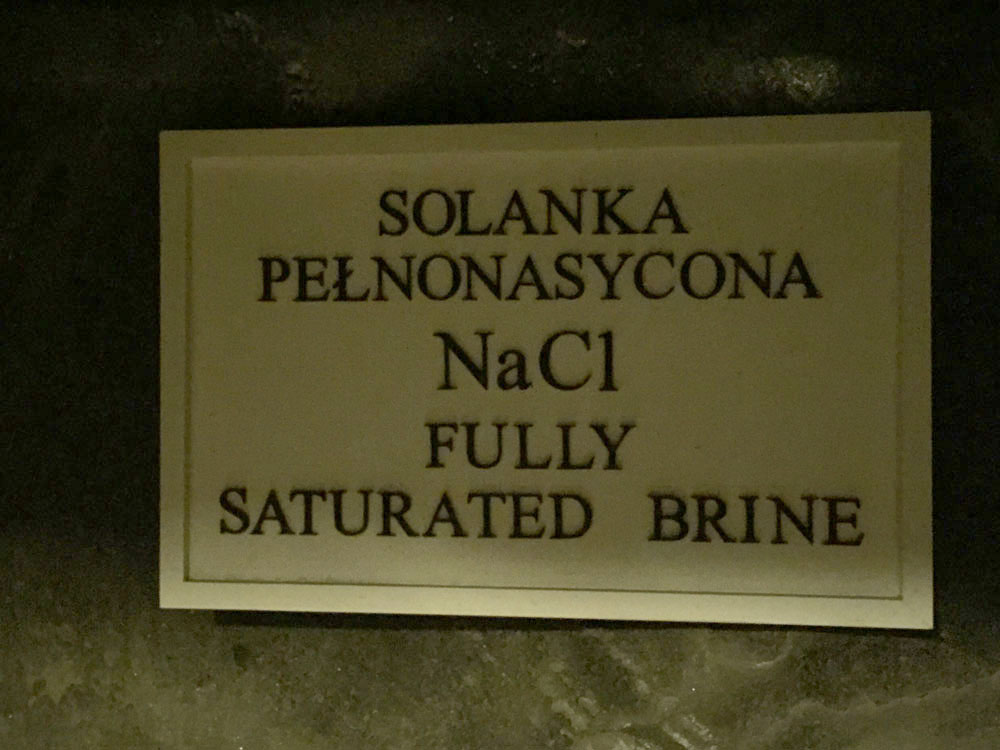 SOLANKA
PEŁNONASYCONA
NaCl
FULLY
SATURATED BRINE